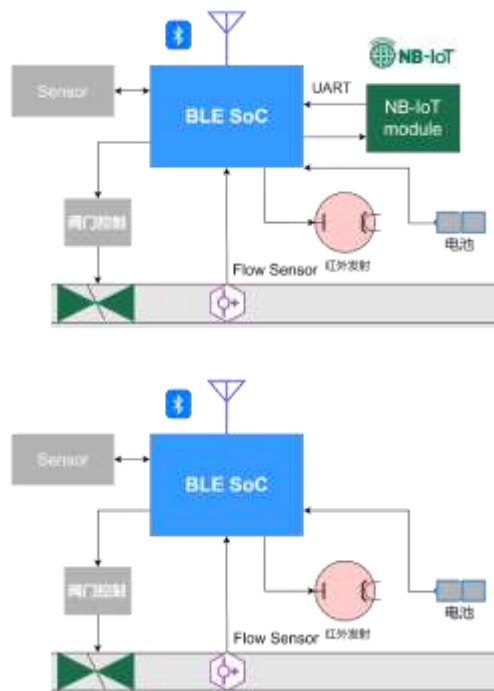 NB-IoT
Sensor
BLE SoC
UART
NB-IoT
module
阀门控制
Flow Sensor
红外发射
电池
Sensor
BLE SoC
阀门控制
Flow Sensor
红外发射
电池